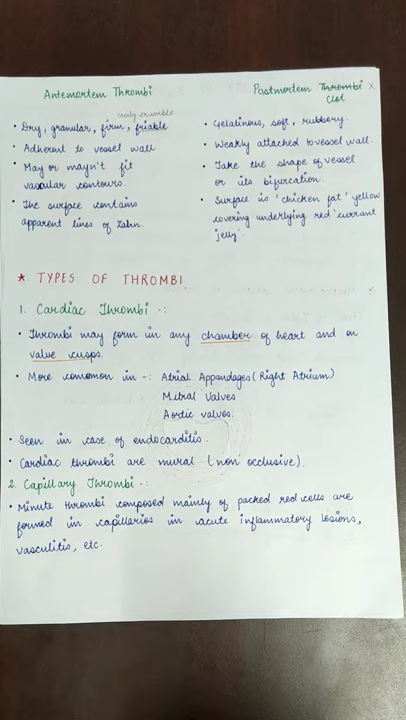 Antemortem Thrombi
Postmortem Thrombi x
Clot
easily crumble
• Dry, granular, firm, friable
• Adherent to vessel wall
• May or mayn't fit
vascular contours.
• The surface contains
apparent lines of Zahn.
• Gelatinous, soft, rubbery.
• Weakly attached to vessel wall.
• Take the shape of vessel
or its bifurcation.
• Surface is 'chicken fat' yellow
covering underlying red 'currant
jelly'.
* TYPES OF THROMBI
1. Cardiac Thrombi -:
• Thrombi may form in any chamber of heart and on
value cusps.
• More common in -: Atrial Appendages (Right Atrium)
Mitral Valves
Aortic valves.
• Seen in case of endocarditis.
• Cardiac thrombi are mural (non occlusive).
2. Capillary Thrombi -:
• Minute thrombi composed mainly of packed red cells are
formed in capillaries in acute inflammatory lesions,
vasculitis, etc.